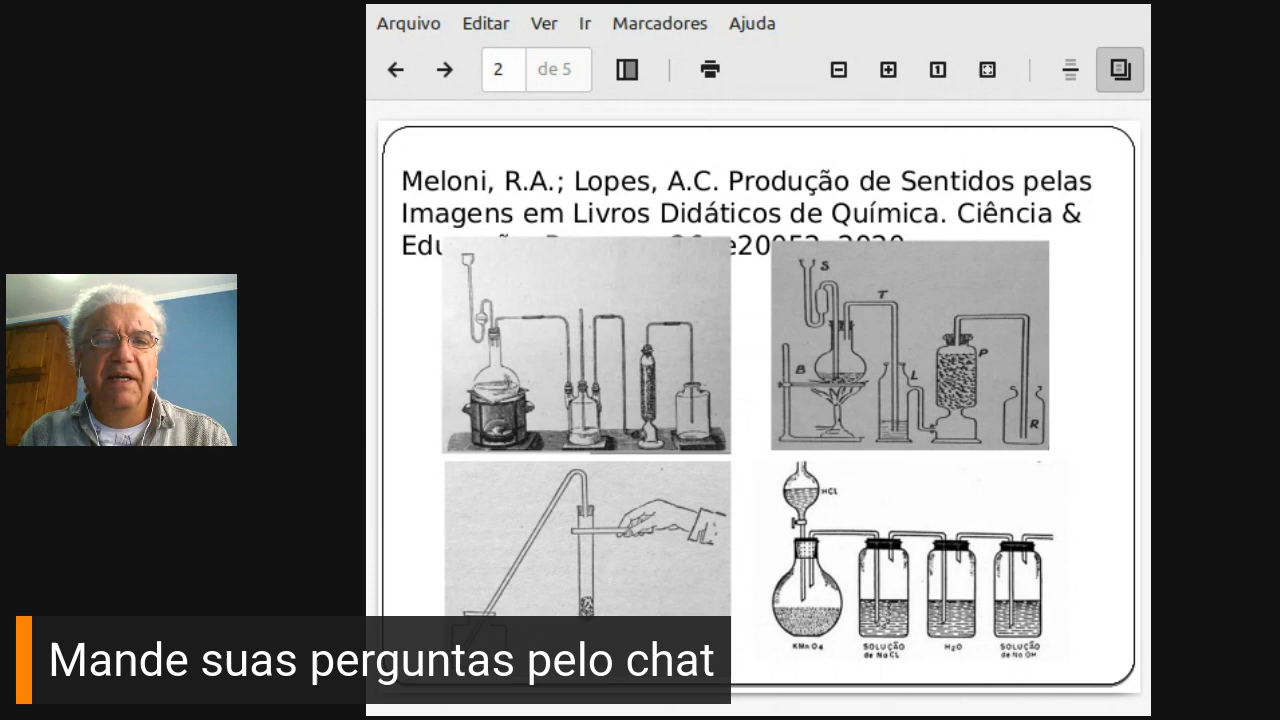 Arquivo Editar Ver Ir Marcadores Ajuda
2 de 5
1
Meloni, R.A.; Lopes, A.C. Produção de Sentidos pelas
Imagens em Livros Didáticos de Química. Ciência &
S
T
B
L
P
R
HCL
KMnO4
SOLUÇÃO
de NaCL
H2O
SOLUÇÃO
de NaOH
Mande suas perguntas pelo chat